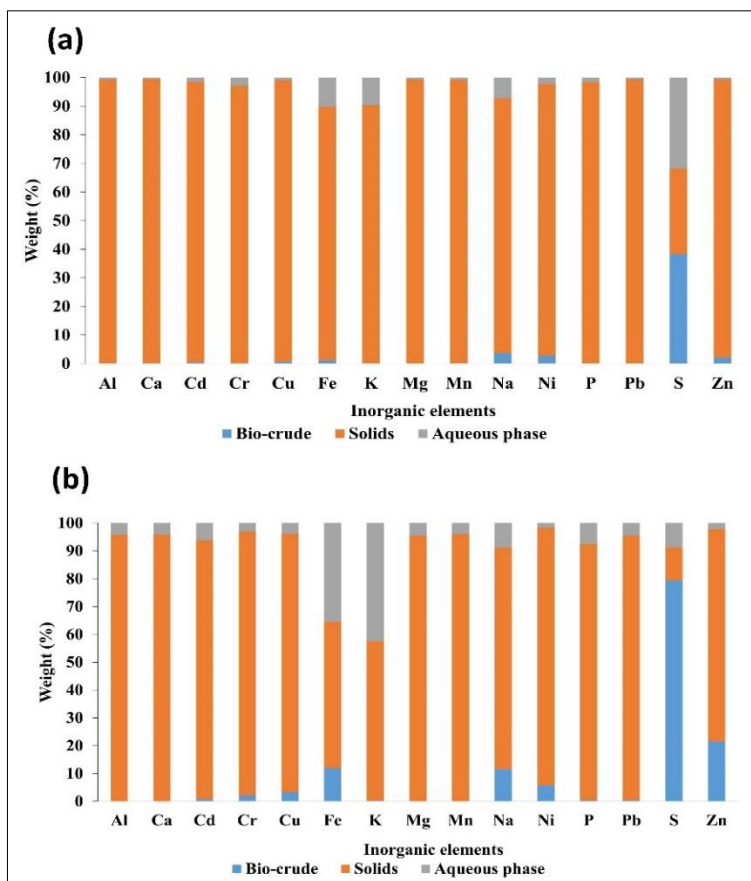 (a)
100
90
80
70
60
50
40
30
20
10
0
Weight (%)
Al Ca Cd Cr Cu Fe K Mg Mn Na Ni P Pb S Zn
Inorganic elements
Bio-crude Solids Aqueous phase
(b)
100
90
80
70
60
50
40
30
20
10
0
Weight (%)
Al Ca Cd Cr Cu Fe K Mg Mn Na Ni P Pb S Zn
Inorganic elements
Bio-crude Solids Aqueous phase